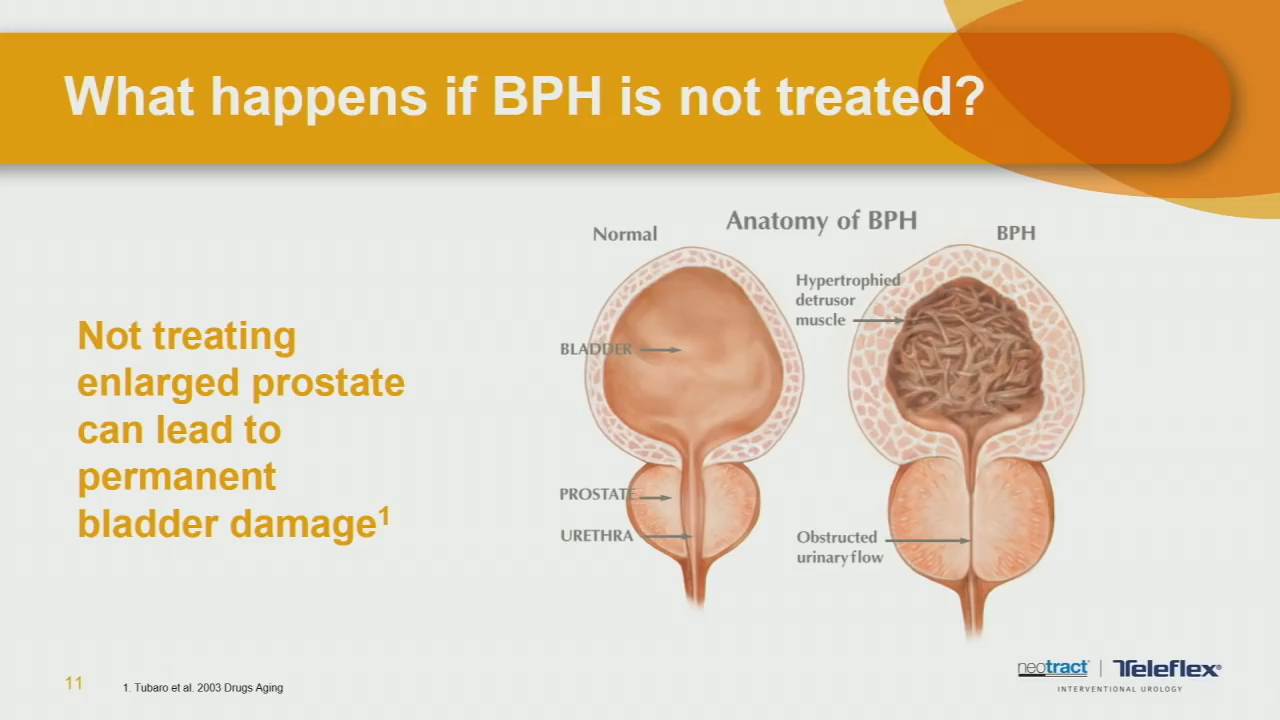 What happens if BPH is not treated?
Anatomy of BPH
Normal
BPH
Hypertrophied
detrusor
muscle
BLADDER
PROSTATE
URETHRA
Obstructed
urinary flow
Not treating
enlarged prostate
can lead to
permanent
bladder damage¹
11
1. Tubaro et al. 2003 Drugs Aging
neotract | Teleflex®
INTERVENTIONAL UROLOGY